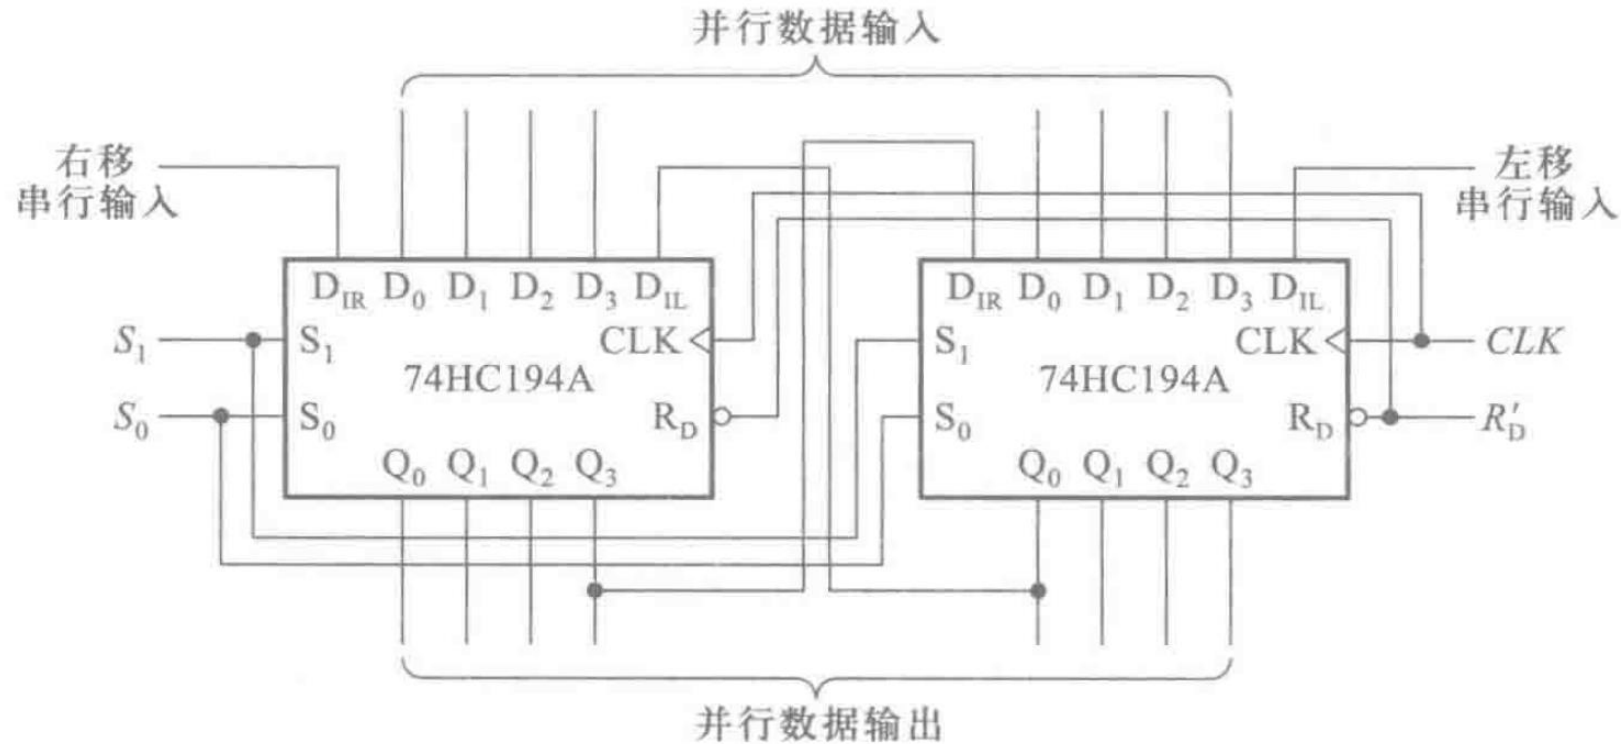 并行数据输入
右移
串行输入
左移
串行输入
D_IR D_0 D_1 D_2 D_3 D_IL
S_1 CLK
74HC194A
S_0 R_D
Q_0 Q_1 Q_2 Q_3
D_IR D_0 D_1 D_2 D_3 D_IL
S_1 CLK
74HC194A
S_0 R_D
Q_0 Q_1 Q_2 Q_3
S_1
S_0
CLK
R'_D
并行数据输出